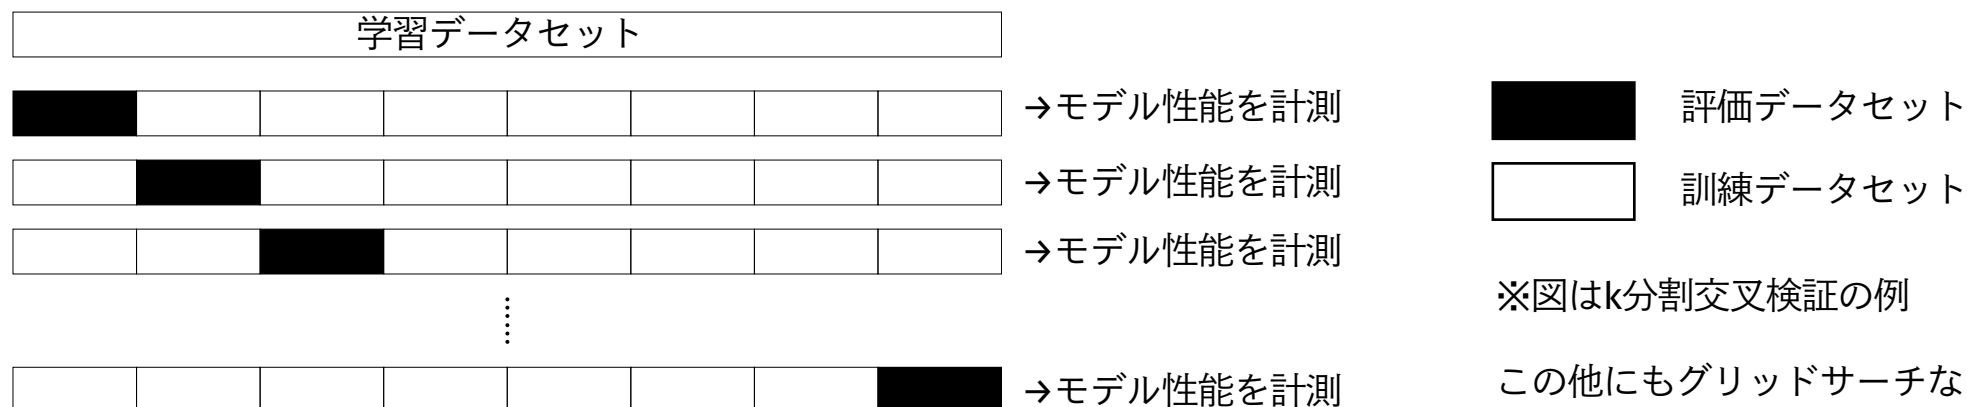 学習データセット
→モデル性能を計測
→モデル性能を計測
→モデル性能を計測
→モデル性能を計測
評価データセット
訓練データセット
※図はk分割交叉検証の例
この他にもグリッドサーチな